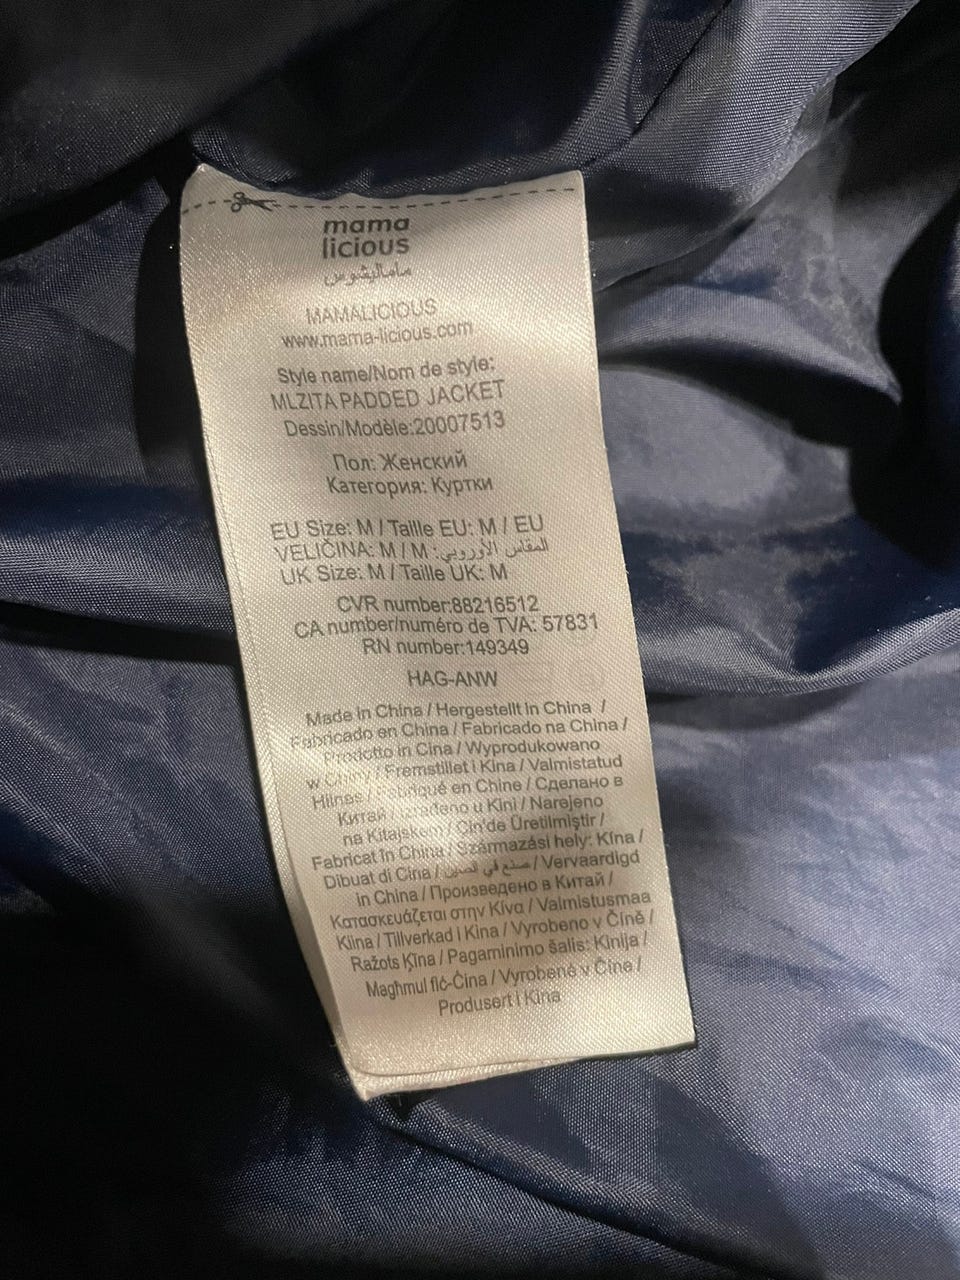 mama
licious
ماماليشوس
MAMALICIOUS
www.mama-licious.com
Style name/Nom de style:
MLZITA PADDED JACKET
Dessin/Modèle:20007513
Пол: Женский
Категория: Куртки
EU Size: M / Taille EU: M / EU
VELIČINA: M / M :المقاس الأوروبي
UK Size: M / Taille UK: M
CVR number:88216512
CA number/numéro de TVA: 57831
RN number:149349
HAG-ANW
Made in China / Hergestellt in China /
Fabricado en China / Fabricado na China /
Prodotto in Cina / Wyprodukowano
w Chiny / Fremstillet i Kina / Valmistatud
Hiinas / Fabriqué en Chine / Сделано в
Китай / Izrađeno u Kini / Narejeno
na Kitajskem / Çin'de Üretilmiştir /
Fabricat în China / Származási hely: Kína /
Dibuat di Cina / صنع في الصين / Vervaardigd
in China / Произведено в Китай /
Κατασκευάζεται στην Κίνα / Valmistusmaa
Kiina / Tillverkad i Kina / Vyrobeno v Číně /
Ražots Ķīna / Pagaminimo šalis: Kinija /
Maghmul fiċ-Ċina / Vyrobené v Číne /
Produsert i Kina